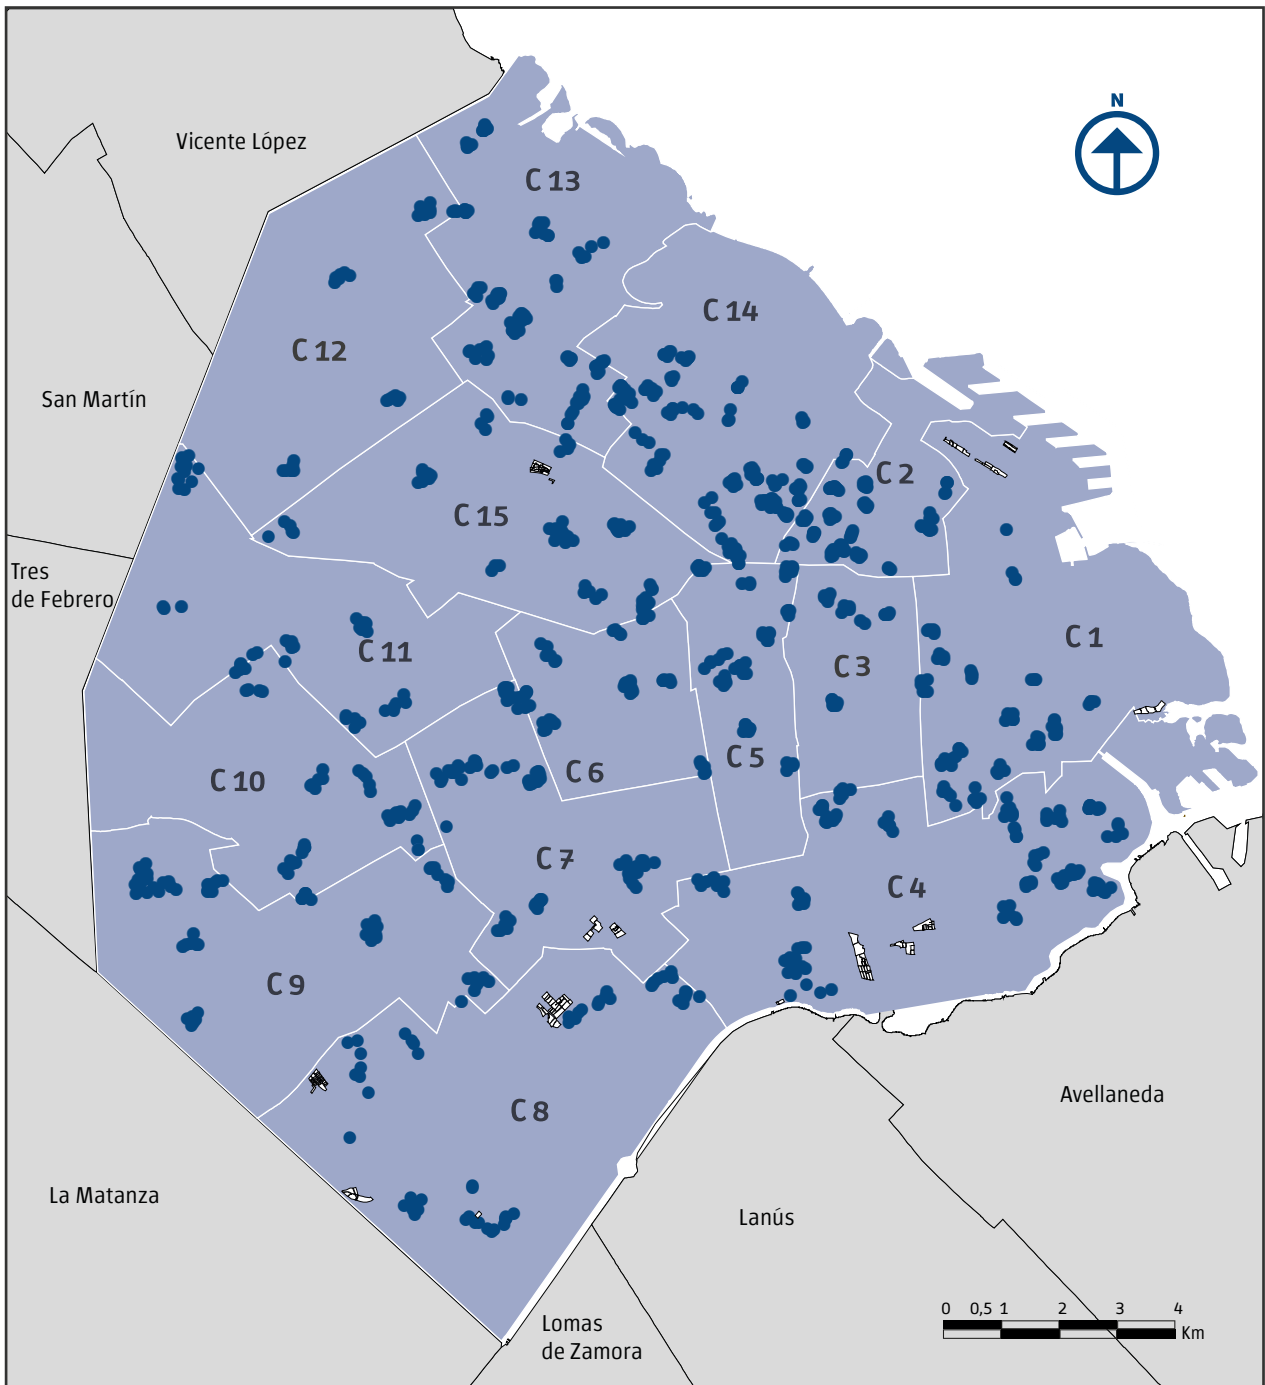 N
Vicente López
C 13
C 14
C 12
San Martín
C 2
C 15
Tres
de Febrero
C 11
C 1
C 3
C 10
C 6
C 5
C 7
C 4
C 9
C 8
Avellaneda
La Matanza
Lanús
Lomas
de Zamora
0 0,5 1 2 3 4
Km